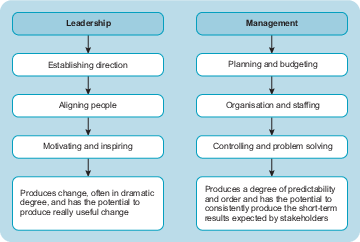 Leadership
Establishing direction
Aligning people
Motivating and inspiring
Produces change, often in dramatic
degree, and has the potential to
produce really useful change
Management
Planning and budgeting
Organisation and staffing
Controlling and problem solving
Produces a degree of predictability
and order and has the potential to
consistently produce the short-term
results expected by stakeholders